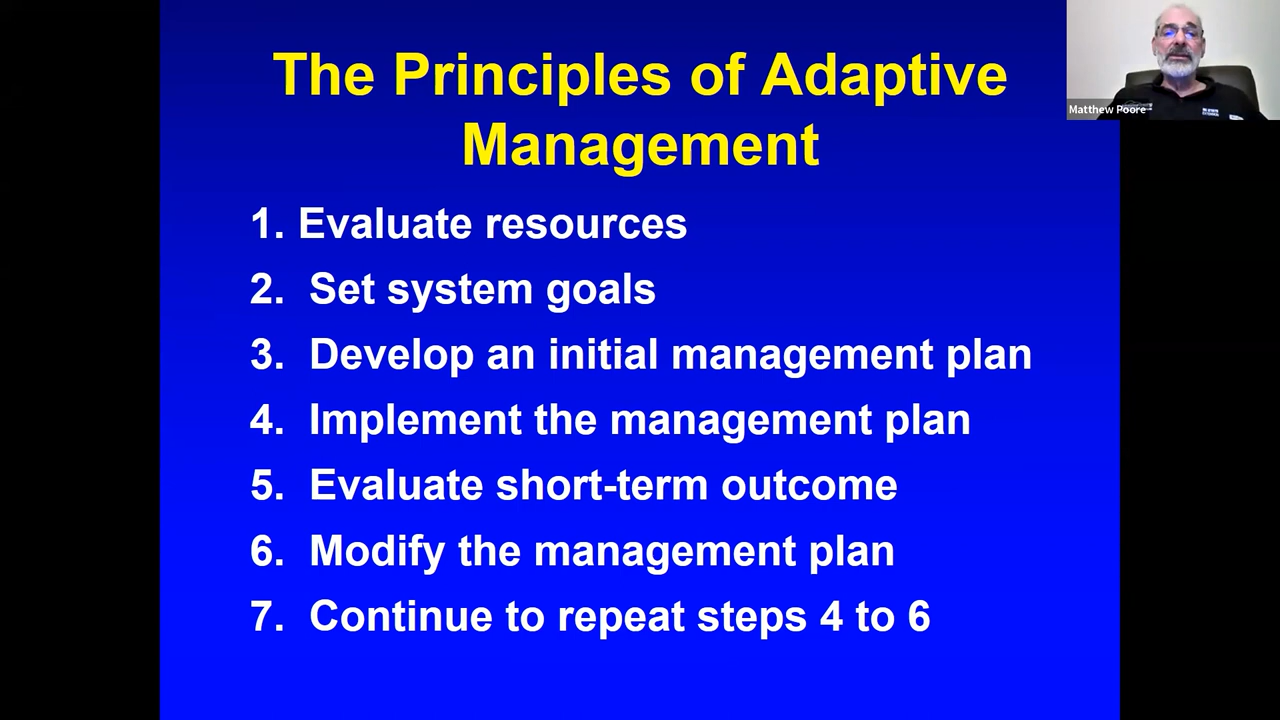 The Principles of Adaptive
Management
1. Evaluate resources
2. Set system goals
3. Develop an initial management plan
4. Implement the management plan
5. Evaluate short-term outcome
6. Modify the management plan
7. Continue to repeat steps 4 to 6
Matthew Poore